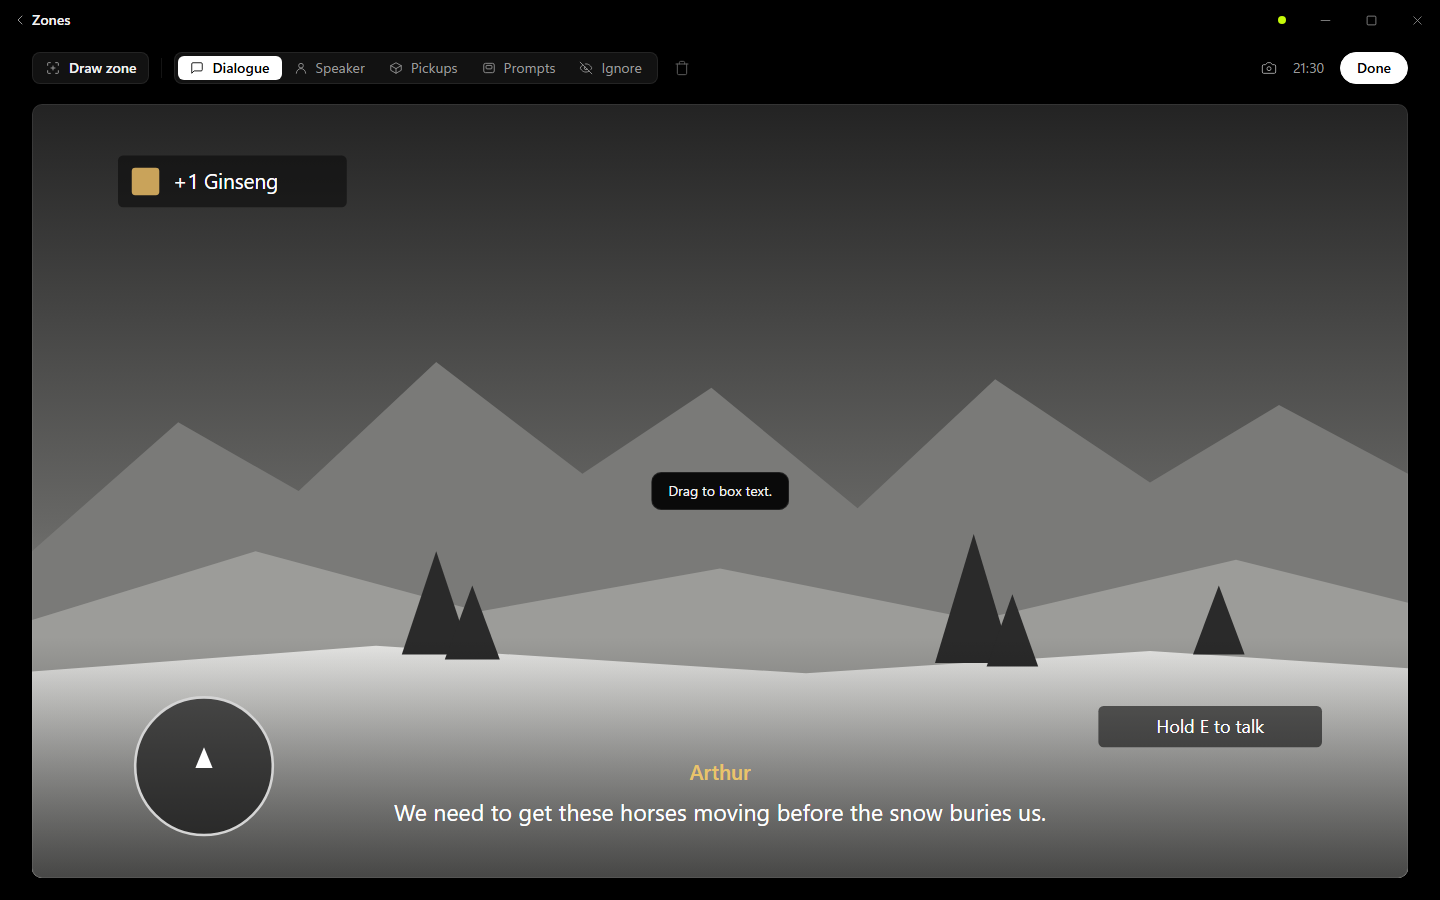 Zones
Draw zone
Dialogue
Speaker
Pickups
Prompts
Ignore
21:30
Done
+1 Ginseng
Drag to box text.
Hold E to talk
Arthur
We need to get these horses moving before the snow buries us.